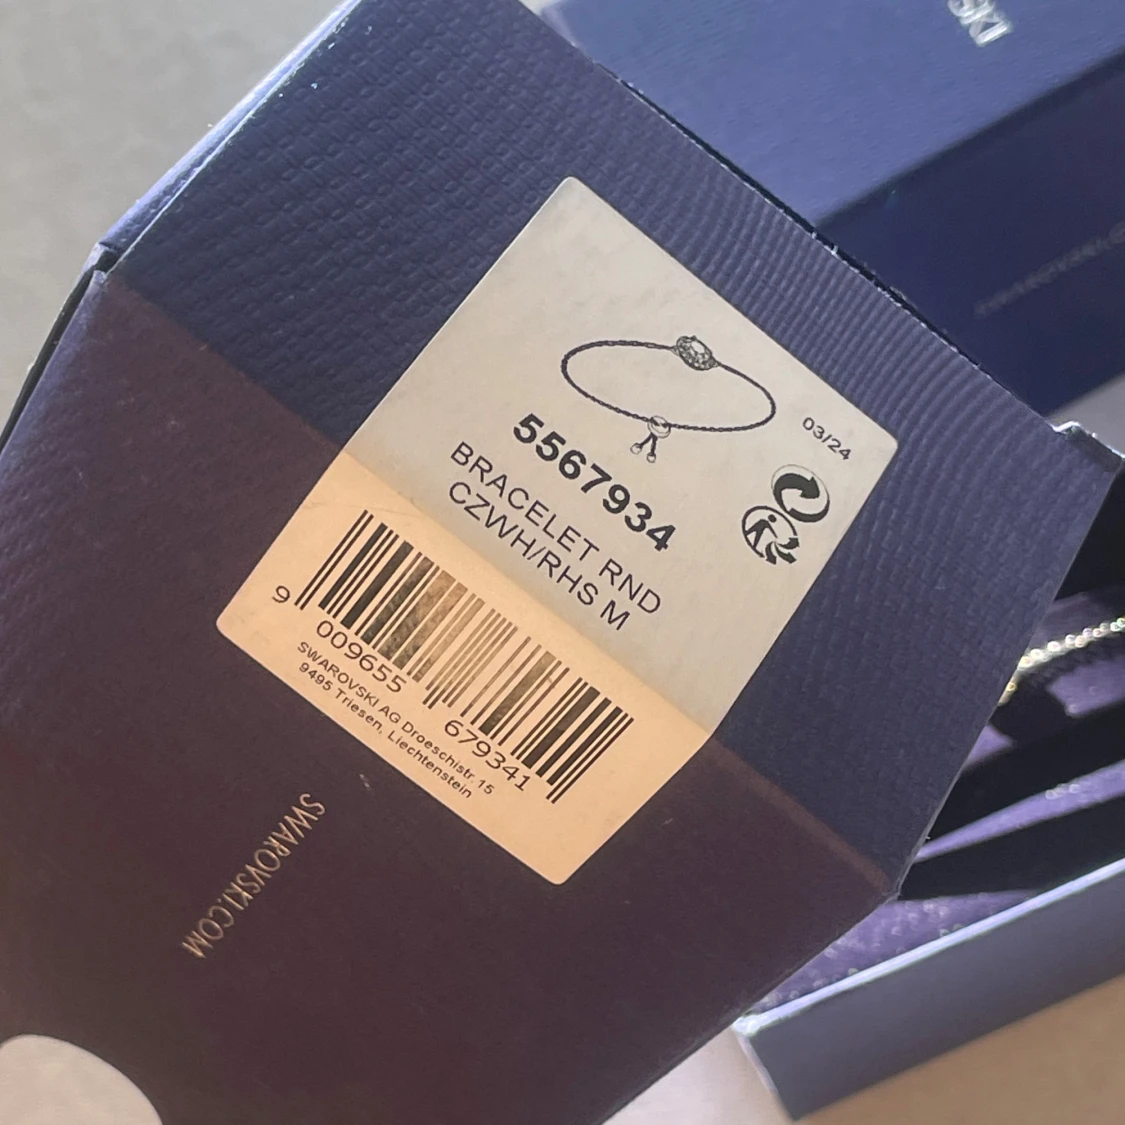 SKI
03/24
5567934
BRACELET RND
CZWH/RHS M
9 009655 679341
SWAROVSKI AG Droeschistr. 15
9495 Triesen, Liechtenstein
SWAROVSKI.COM